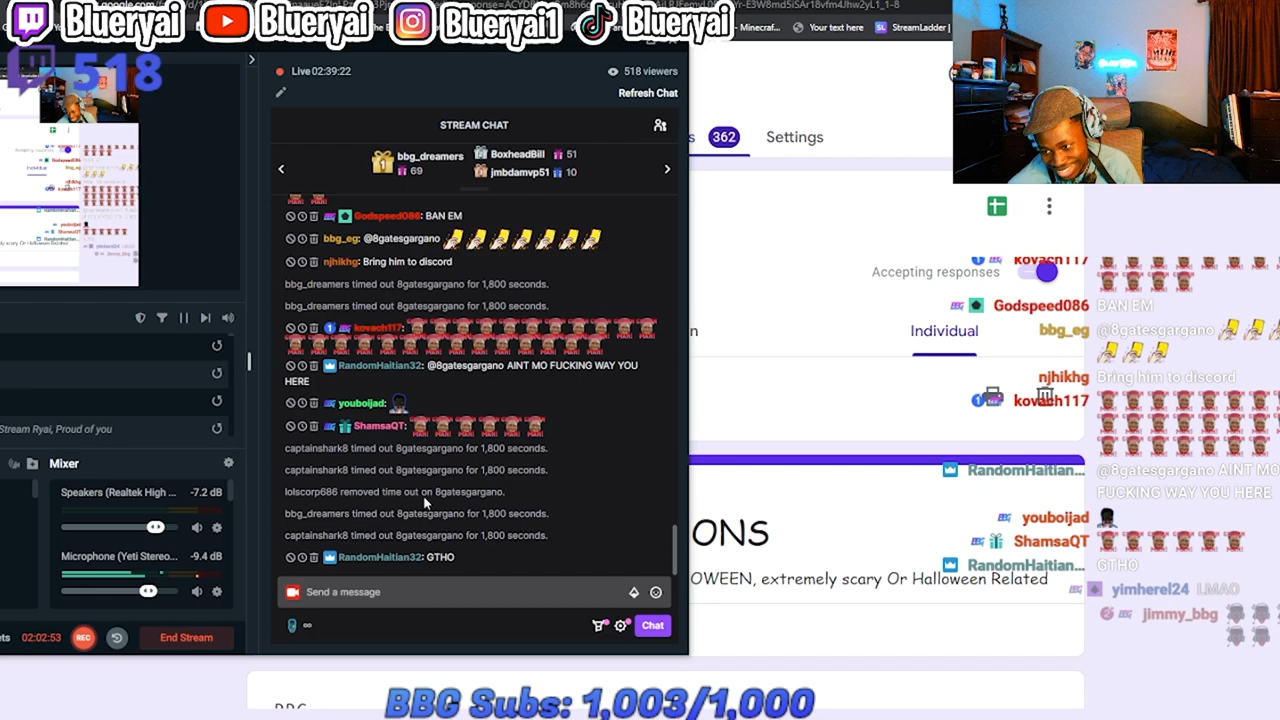 Blueryai
Blueryai
Blueryai1
Blueryai
Minecraf...
Your text here
StreamLadder
518
Live 02:39:22
518 viewers
Refresh Chat
STREAM CHAT
bbg_dreamers
69
BoxheadBill 51
jmbdamvp51 10
Godspeed086: BAN EM
bbg_eg: @8gatesgargano
njhikhg: Bring him to discord
bbg_dreamers timed out 8gatesgargano for 1,800 seconds.
bbg_dreamers timed out 8gatesgargano for 1,800 seconds.
kovach117:
RandomHaitian32: @8gatesgargano AINT MO FUCKING WAY YOU
HERE
youboijad:
ShamsaQT:
captainshark8 timed out 8gatesgargano for 1,800 seconds.
captainshark8 timed out 8gatesgargano for 1,800 seconds.
lolscorp686 removed time out on 8gatesgargano.
bbg_dreamers timed out 8gatesgargano for 1,800 seconds.
captainshark8 timed out 8gatesgargano for 1,800 seconds.
RandomHaitian32: GTHO
Send a message
Chat
Stream Ryai, Proud of you
Mixer
Speakers (Realtek High ... -7.2 dB
Microphone (Yeti Stereo... -9.4 dB
02:02:53
REC
End Stream
362
Settings
Accepting responses
Individual
ONS
OWEEN, extremely scary Or Halloween Related
kovach117
Godspeed086
BAN EM
bbg_eg
@8gatesgargano
njhikhg
Bring him to discord
kovach117
RandomHaitian...
@8gatesgargano AINT MO
FUCKING WAY YOU HERE
youboijad
ShamsaQT
RandomHaitian...
GTHO
yimherel24 LMAO
jimmy_bbg
BBG Subs: 1,003/1,000